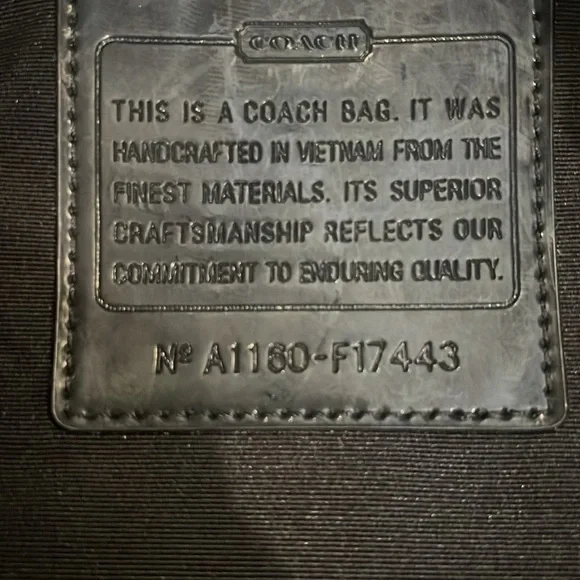 COACH
THIS IS A COACH BAG. IT WAS
HANDCRAFTED IN VIETNAM FROM THE
FINEST MATERIALS. ITS SUPERIOR
CRAFTSMANSHIP REFLECTS OUR
COMMITMENT TO ENDURING QUALITY.
Nº A1160-F17443